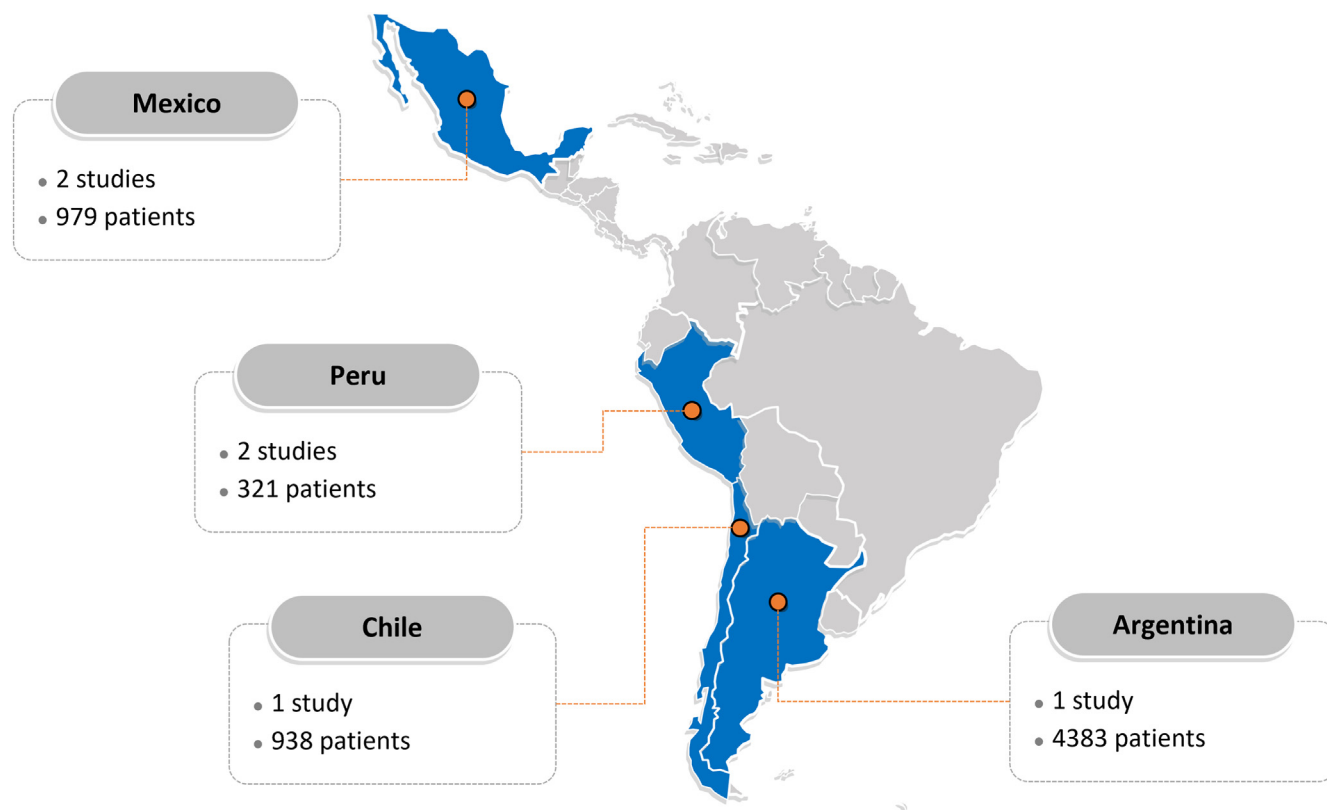 Mexico
2 studies
979 patients
Peru
2 studies
321 patients
Chile
1 study
938 patients
Argentina
1 study
4383 patients